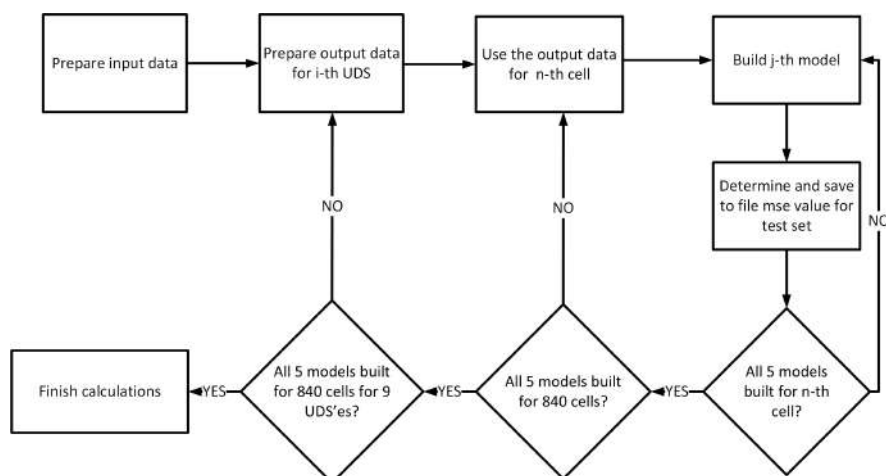 Prepare input data
Prepare output data
for i-th UDS
Use the output data
for n-th cell
Build j-th model
Determine and save
to file mse value for
test set
NO
NO
NO
Finish calculations
YES
All 5 models built
for 840 cells for 9
UDS'es?
YES
All 5 models built
for 840 cells?
YES
All 5 models
built for n-th
cell?